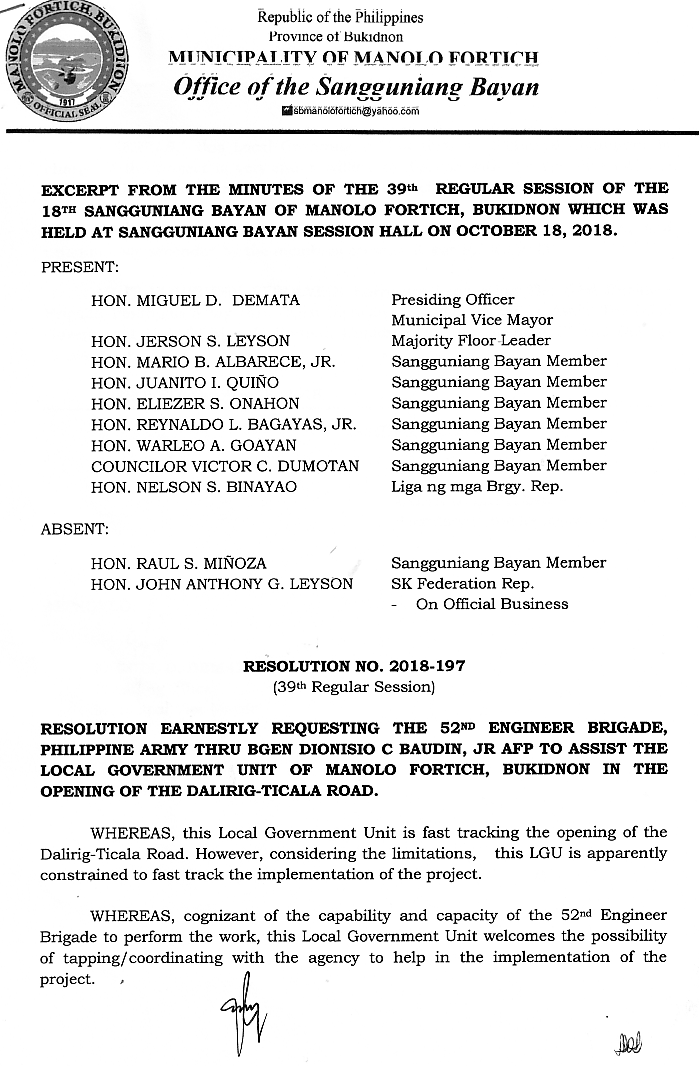 MANOLO FORTICH, BUKIDNON
1917
OFFICIAL SEAL
Republic of the Philippines
Province of Bukidnon
MUNICIPALITY OF MANOLO FORTICH
Office of the Sangguniang Bayan
sbmanolofortich@yahoo.com
EXCERPT FROM THE MINUTES OF THE 39th REGULAR SESSION OF THE
18TH SANGGUNIANG BAYAN OF MANOLO FORTICH, BUKIDNON WHICH WAS
HELD AT SANGGUNIANG BAYAN SESSION HALL ON OCTOBER 18, 2018.
PRESENT:
HON. MIGUEL D. DEMATA Presiding Officer
Municipal Vice Mayor
HON. JERSON S. LEYSON Majority Floor Leader
HON. MARIO B. ALBARECE, JR. Sangguniang Bayan Member
HON. JUANITO I. QUIÑO Sangguniang Bayan Member
HON. ELIEZER S. ONAHON Sangguniang Bayan Member
HON. REYNALDO L. BAGAYAS, JR. Sangguniang Bayan Member
HON. WARLEO A. GOAYAN Sangguniang Bayan Member
COUNCILOR VICTOR C. DUMOTAN Sangguniang Bayan Member
HON. NELSON S. BINAYAO Liga ng mga Brgy. Rep.
ABSENT:
HON. RAUL S. MIÑOZA Sangguniang Bayan Member
HON. JOHN ANTHONY G. LEYSON SK Federation Rep.
- On Official Business
RESOLUTION NO. 2018-197
(39th Regular Session)
RESOLUTION EARNESTLY REQUESTING THE 52ND ENGINEER BRIGADE,
PHILIPPINE ARMY THRU BGEN DIONISIO C BAUDIN, JR AFP TO ASSIST THE
LOCAL GOVERNMENT UNIT OF MANOLO FORTICH, BUKIDNON IN THE
OPENING OF THE DALIRIG-TICALA ROAD.
WHEREAS, this Local Government Unit is fast tracking the opening of the
Dalirig-Ticala Road. However, considering the limitations, this LGU is apparently
constrained to fast track the implementation of the project.
WHEREAS, cognizant of the capability and capacity of the 52nd Engineer
Brigade to perform the work, this Local Government Unit welcomes the possibility
of tapping/coordinating with the agency to help in the implementation of the
project.